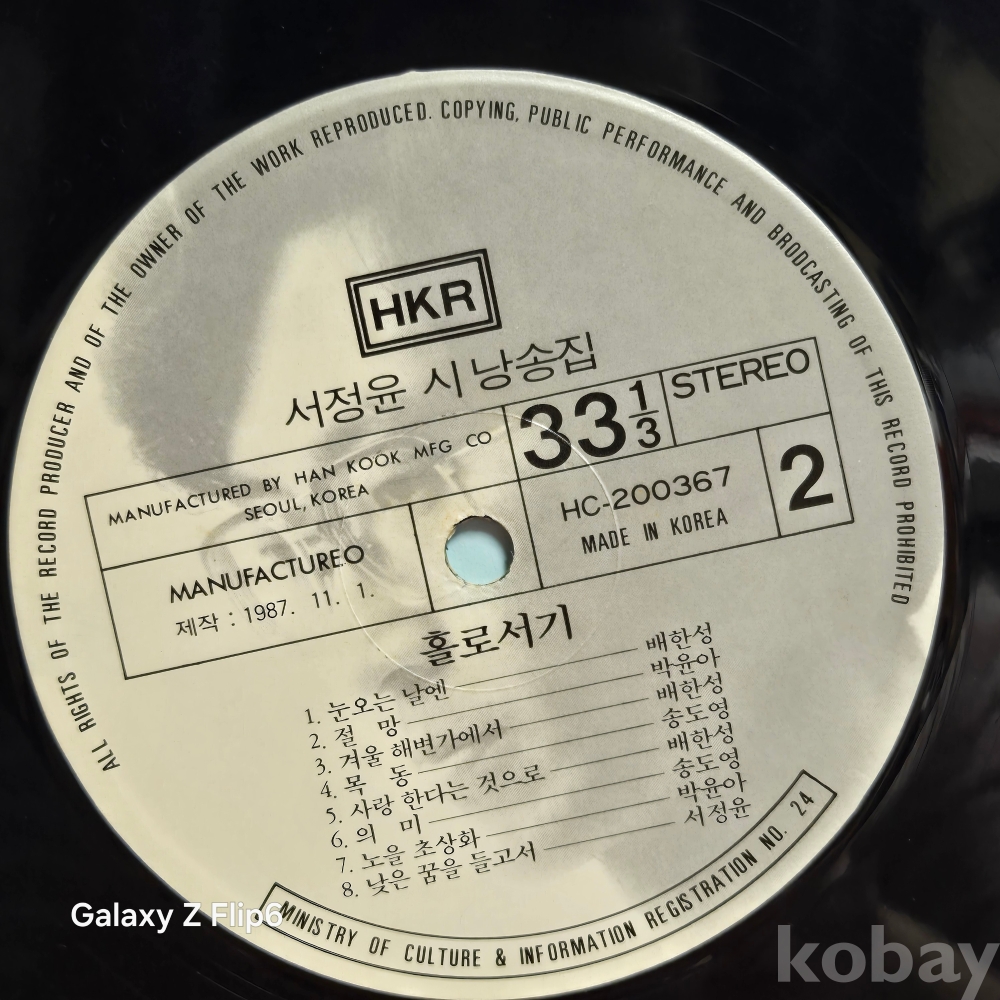 ALL RIGHTS OF THE RECORD PRODUCER AND OF THE OWNER OF THE WORK REPRODUCED. COPYING, PUBLIC PERFORMANCE AND BRODCASTING OF THIS RECORD PROHIBITED
HKR
서정윤 시낭송집
MANUFACTURED BY HAN KOOK MFG CO
SEOUL, KOREA
33 1/3
STEREO
MANUFACTUREO
제작 : 1987. 11. 1.
HC-200367
MADE IN KOREA
2
홀로서기
1. 눈오는 날엔 배한성
2. 절 망 박윤아
3. 겨울 해변가에서 배한성
4. 목 동 송도영
5. 사랑 한다는 것으로 배한성
6. 의 미 송도영
7. 노을 초상화 박윤아
8. 낮은 꿈을 들고서 서정윤
MINISTRY OF CULTURE & INFORMATION REGISTRATION NO. 24
Galaxy Z Flip6
kobay